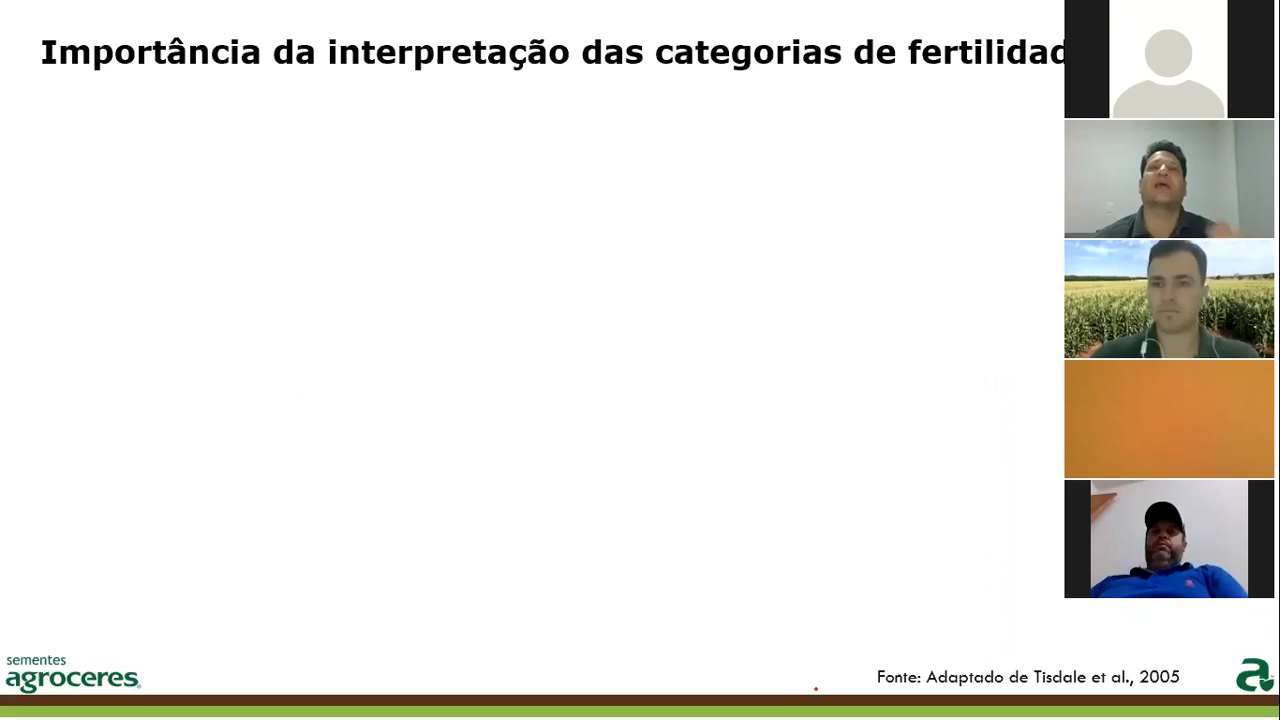 Importância da interpretação das categorias de fertilidad
sementes
agroceres
Fonte: Adaptado de Tisdale et al., 2005